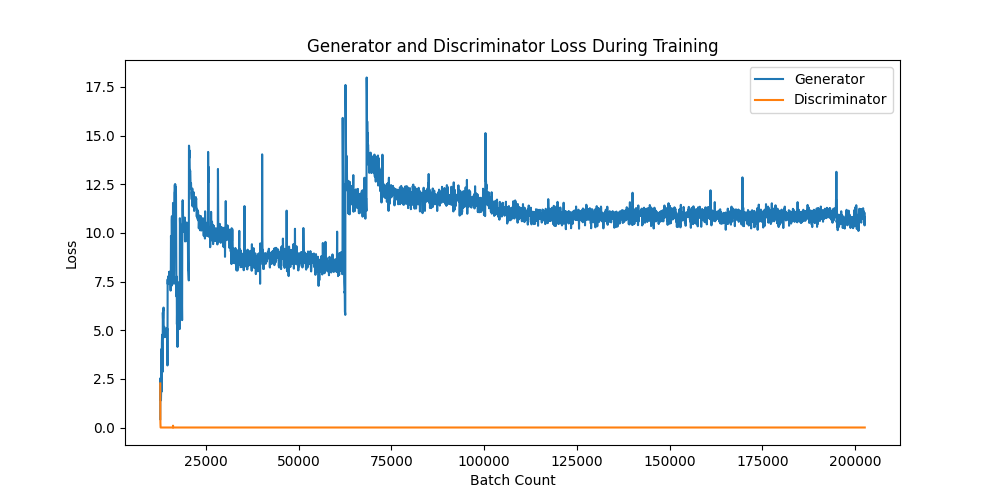 Generator and Discriminator Loss During Training
Generator
Discriminator
17.5
15.0
12.5
10.0
7.5
5.0
2.5
0.0
Loss
25000 50000 75000 100000 125000 150000 175000 200000
Batch Count